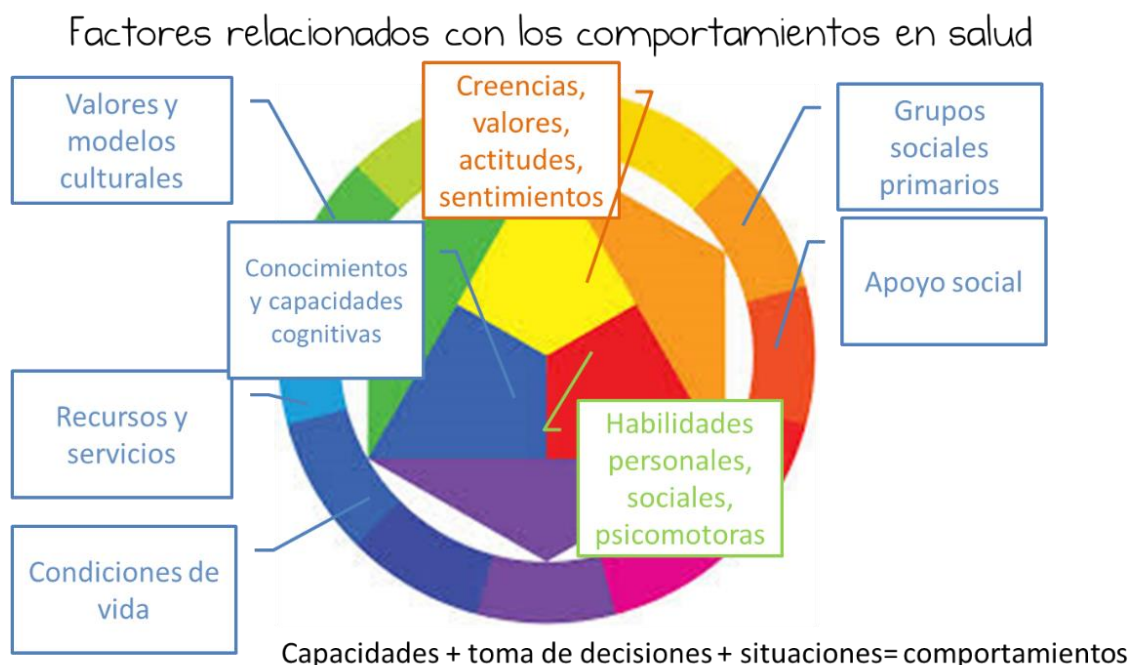 Factores relacionados con los comportamientos en salud
Valores y
modelos
culturales
Creencias,
valores,
actitudes,
sentimientos
Grupos
sociales
primarios
Conocimientos
y capacidades
cognitivas
Apoyo social
Recursos y
servicios
Habilidades
personales,
sociales,
psicomotoras
Condiciones de
vida
Capacidades + toma de decisiones + situaciones= comportamientos